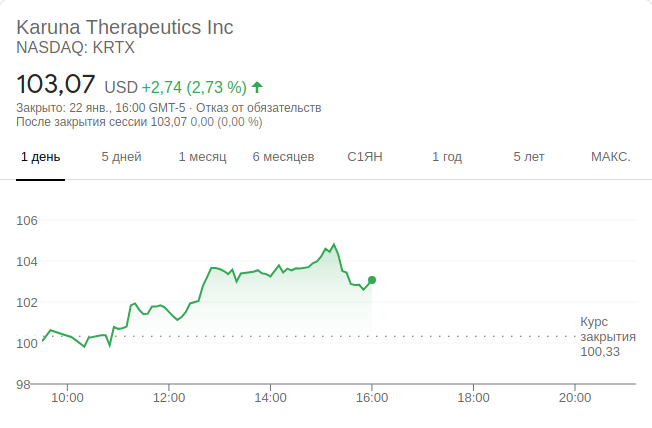 Karuna Therapeutics Inc
NASDAQ: KRTX
103,07 USD +2,74 (2,73 %)
Закрыто: 22 янв., 16:00 GMT-5 · Отказ от обязательств
После закрытия сессии 103,07 0,00 (0,00 %)
1 день 5 дней 1 месяц 6 месяцев С1ЯН 1 год 5 лет МАКС.
106
104
102
Курс
закрытия
100,33
100
98
10:00 12:00 14:00 16:00 18:00 20:00